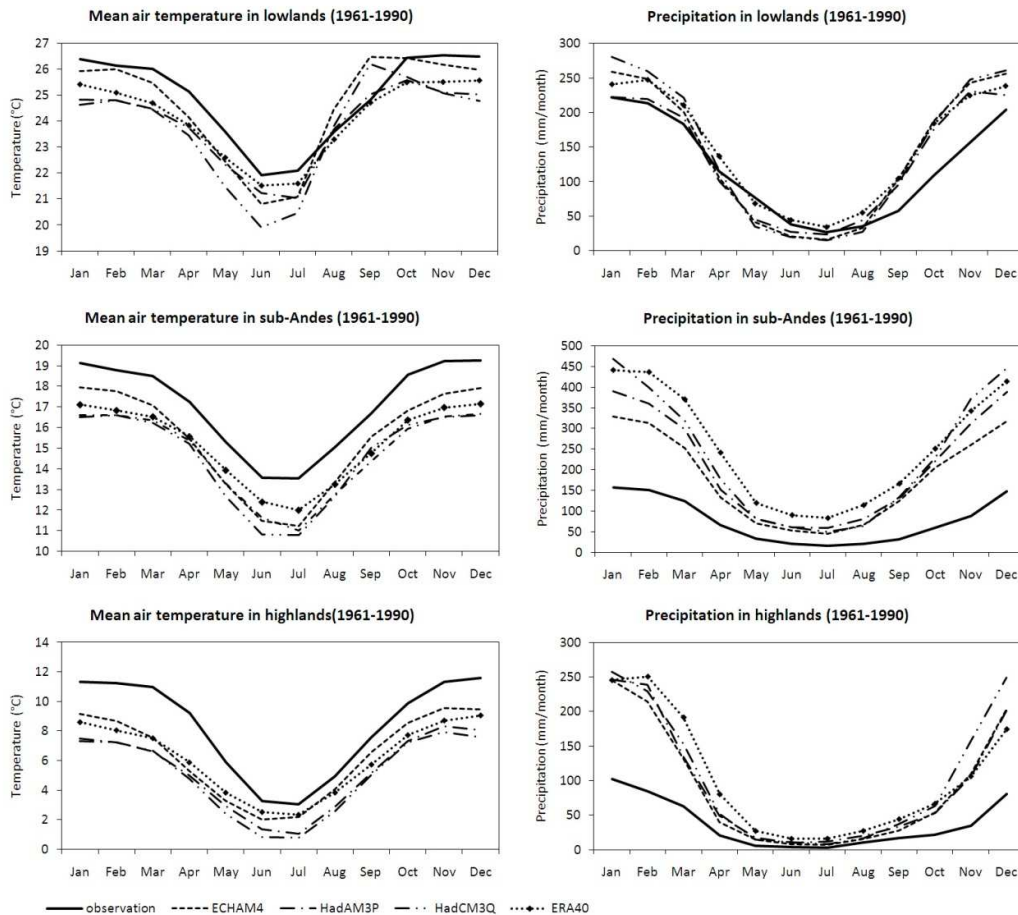 Mean air temperature in lowlands (1961-1990)
Temperature (°C)
27
26
25
24
23
22
21
20
19
Jan Feb Mar Apr May Jun Jul Aug Sep Oct Nov Dec
Precipitation in lowlands (1961-1990)
Precipitation (mm/month)
300
250
200
150
100
50
0
Jan Feb Mar Apr May Jun Jul Aug Sep Oct Nov Dec
Mean air temperature in sub-Andes (1961-1990)
Temperature (°C)
20
19
18
17
16
15
14
13
12
11
10
Jan Feb Mar Apr May Jun Jul Aug Sep Oct Nov Dec
Precipitation in sub-Andes (1961-1990)
Precipitation (mm/month)
500
450
400
350
300
250
200
150
100
50
0
Jan Feb Mar Apr May Jun Jul Aug Sep Oct Nov Dec
Mean air temperature in highlands(1961-1990)
Temperature (°C)
14
12
10
8
6
4
2
0
Jan Feb Mar Apr May Jun Jul Aug Sep Oct Nov Dec
Precipitation in highlands (1961-1990)
Precipitation (mm/month)
300
250
200
150
100
50
0
Jan Feb Mar Apr May Jun Jul Aug Sep Oct Nov Dec
observation ECHAM4 HadAM3P HadCM3Q ERA40